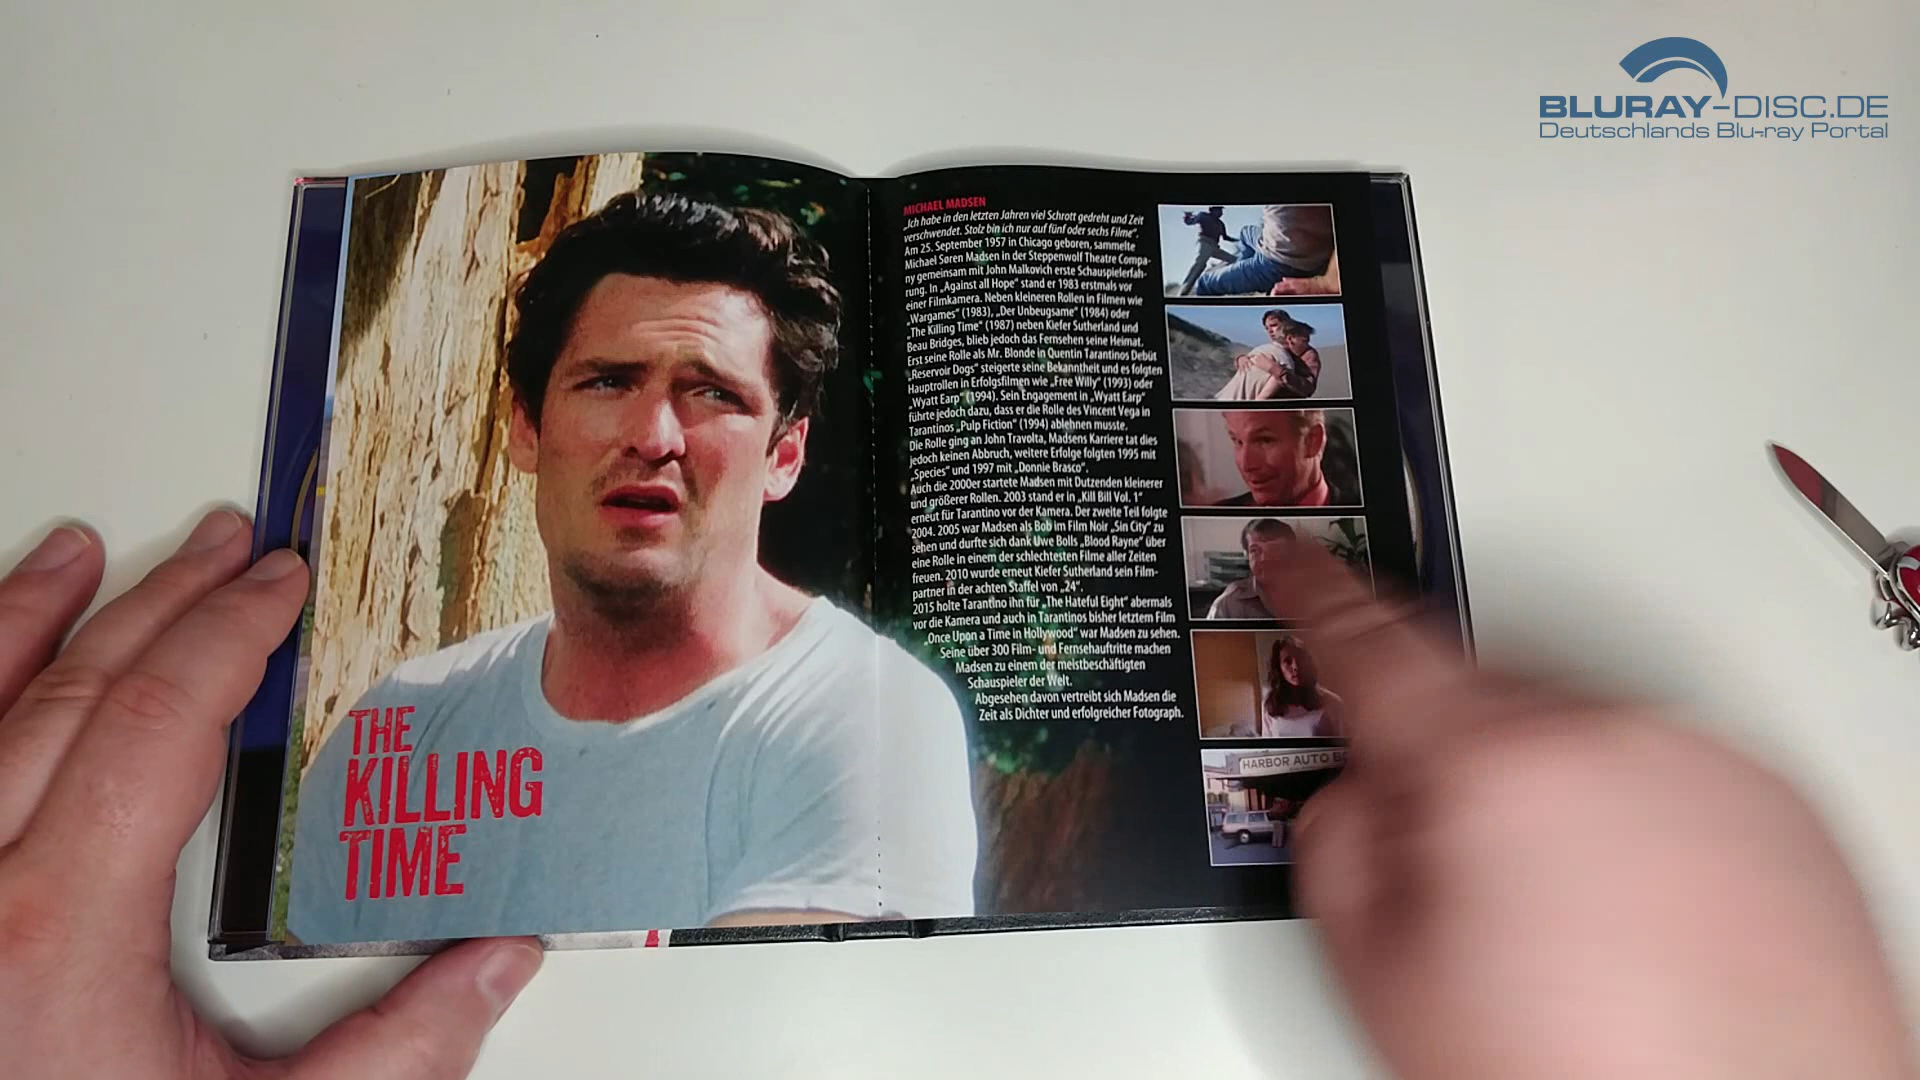 BLURAY-DISC.DE
Deutschlands Blu-ray Portal
THE
KILLING
TIME
MICHAEL MADSEN
„Ich habe in den letzten Jahren viel Schrott gedreht und Zeit
verschwendet. Stolz bin ich nur auf fünf oder sechs Filme“.
Am 25. September 1957 in Chicago geboren, sammelte
Michael Søren Madsen in der Steppenwolf Theatre Compa-
ny gemeinsam mit John Malkovich erste Schauspielerfah-
rung. In „Against all Hope“ stand er 1983 erstmals vor
einer Filmkamera. Neben kleineren Rollen in Filmen wie
„Wargames“ (1983), „Der Unbeugsame“ (1984) oder
„The Killing Time“ (1987) neben Kiefer Sutherland und
Beau Bridges, blieb jedoch das Fernsehen seine Heimat.
Erst seine Rolle als Mr. Blonde in Quentin Tarantinos Debüt
„Reservoir Dogs“ steigerte seine Bekanntheit und es folgten
Hauptrollen in Erfolgsfilmen wie „Free Willy“ (1993) oder
„Wyatt Earp“ (1994). Sein Engagement in „Wyatt Earp“
führte jedoch dazu, dass er die Rolle des Vincent Vega in
Tarantinos „Pulp Fiction“ (1994) ablehnen musste.
Die Rolle ging an John Travolta, Madsens Karriere tat dies
jedoch keinen Abbruch, weitere Erfolge folgten 1995 mit
„Species“ und 1997 mit „Donnie Brasco“.
Auch die 2000er startete Madsen mit Dutzenden kleinerer
und größerer Rollen. 2003 stand er in „Kill Bill Vol. 1“
erneut für Tarantino vor der Kamera. Der zweite Teil folgte
2004. 2005 war Madsen als Bob im Film Noir „Sin City“ zu
sehen und durfte sich dank Uwe Bolls „Blood Rayne“ über
eine Rolle in einem der schlechtesten Filme aller Zeiten
freuen. 2010 wurde erneut Kiefer Sutherland sein Film-
partner in der achten Staffel von „24“.
2015 holte Tarantino ihn für „The Hateful Eight“ abermals
vor die Kamera und auch in Tarantinos bisher letztem Film
„Once Upon a Time in Hollywood“ war Madsen zu sehen.
Seine über 300 Film- und Fernsehauftritte machen
Madsen zu einem der meistbeschäftigten
Schauspieler der Welt.
Abgesehen davon vertreibt sich Madsen die
Zeit als Dichter und erfolgreicher Fotograph.
HARBOR AUTO